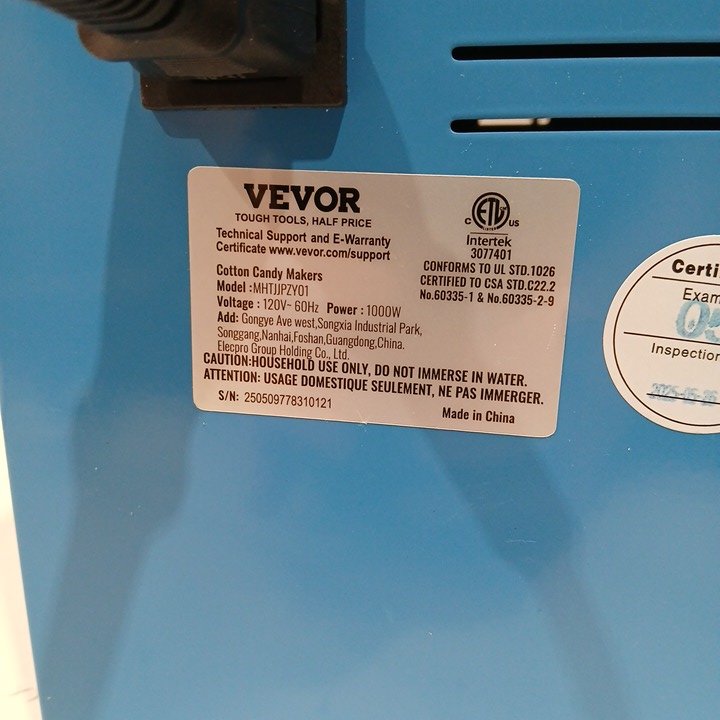 VEVOR
TOUGH TOOLS, HALF PRICE
Technical Support and E-Warranty
Certificate www.vevor.com/support
C ETL US
Intertek
3077401
CONFORMS TO UL STD.1026
CERTIFIED TO CSA STD.C22.2
No.60335-1 & No.60335-2-9
Cotton Candy Makers
Model :MHTJJPZY01
Voltage : 120V~ 60Hz Power : 1000W
Add: Gongye Ave west,Songxia Industrial Park,
Songgang,Nanhai,Foshan,Guangdong,China.
Elecpro Group Holding Co., Ltd.
CAUTION:HOUSEHOLD USE ONLY, DO NOT IMMERSE IN WATER.
ATTENTION: USAGE DOMESTIQUE SEULEMENT, NE PAS IMMERGER.
S/N: 250509778310121
Made in China
Certi
Exam
Inspection